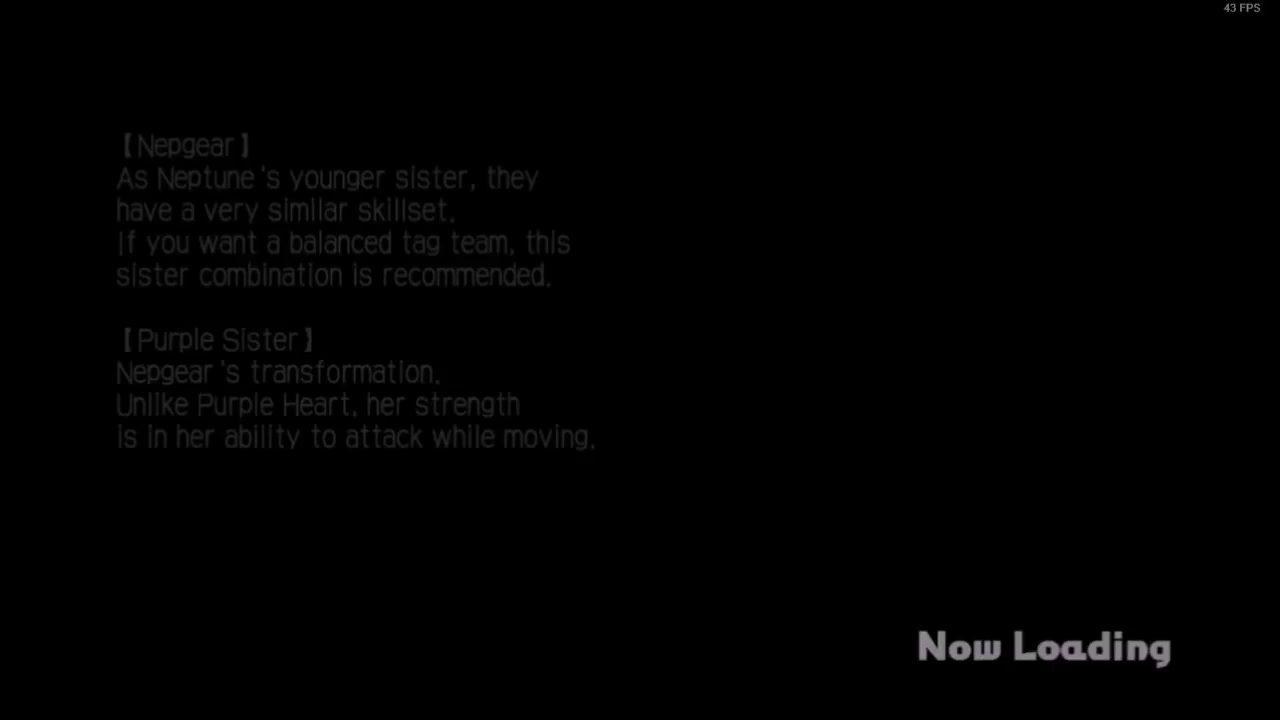 43 FPS
【Nepgear】
As Neptune's younger sister, they
have a very similar skillset.
If you want a balanced tag team, this
sister combination is recommended.
【Purple Sister】
Nepgear's transformation.
Unlike Purple Heart, her strength
is in her ability to attack while moving.
Now Loading